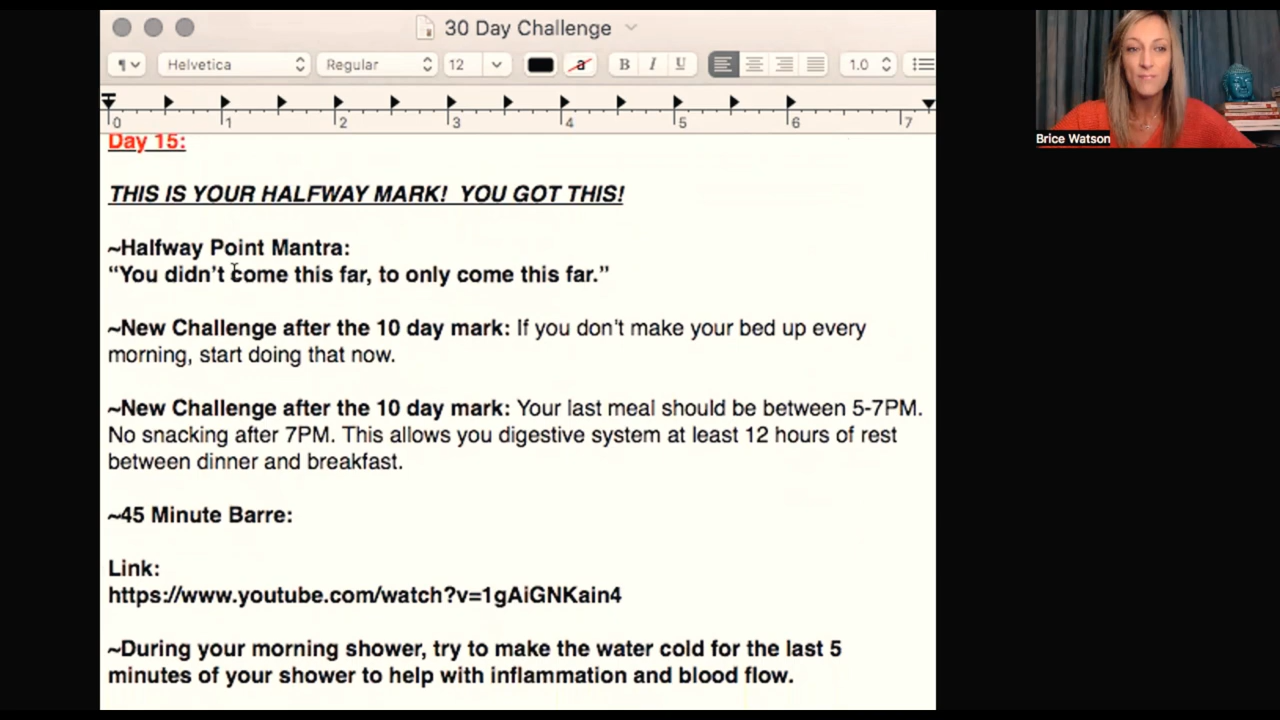 30 Day Challenge
Helvetica Regular 12 a B I U 1.0
0 1 2 3 4 5 6 7
Day 15:
THIS IS YOUR HALFWAY MARK! YOU GOT THIS!
~Halfway Point Mantra:
“You didn’t come this far, to only come this far.”
~New Challenge after the 10 day mark: If you don’t make your bed up every
morning, start doing that now.
~New Challenge after the 10 day mark: Your last meal should be between 5-7PM.
No snacking after 7PM. This allows you digestive system at least 12 hours of rest
between dinner and breakfast.
~45 Minute Barre:
Link:
https://www.youtube.com/watch?v=1gAiGNKain4
~During your morning shower, try to make the water cold for the last 5
minutes of your shower to help with inflammation and blood flow.
Brice Watson